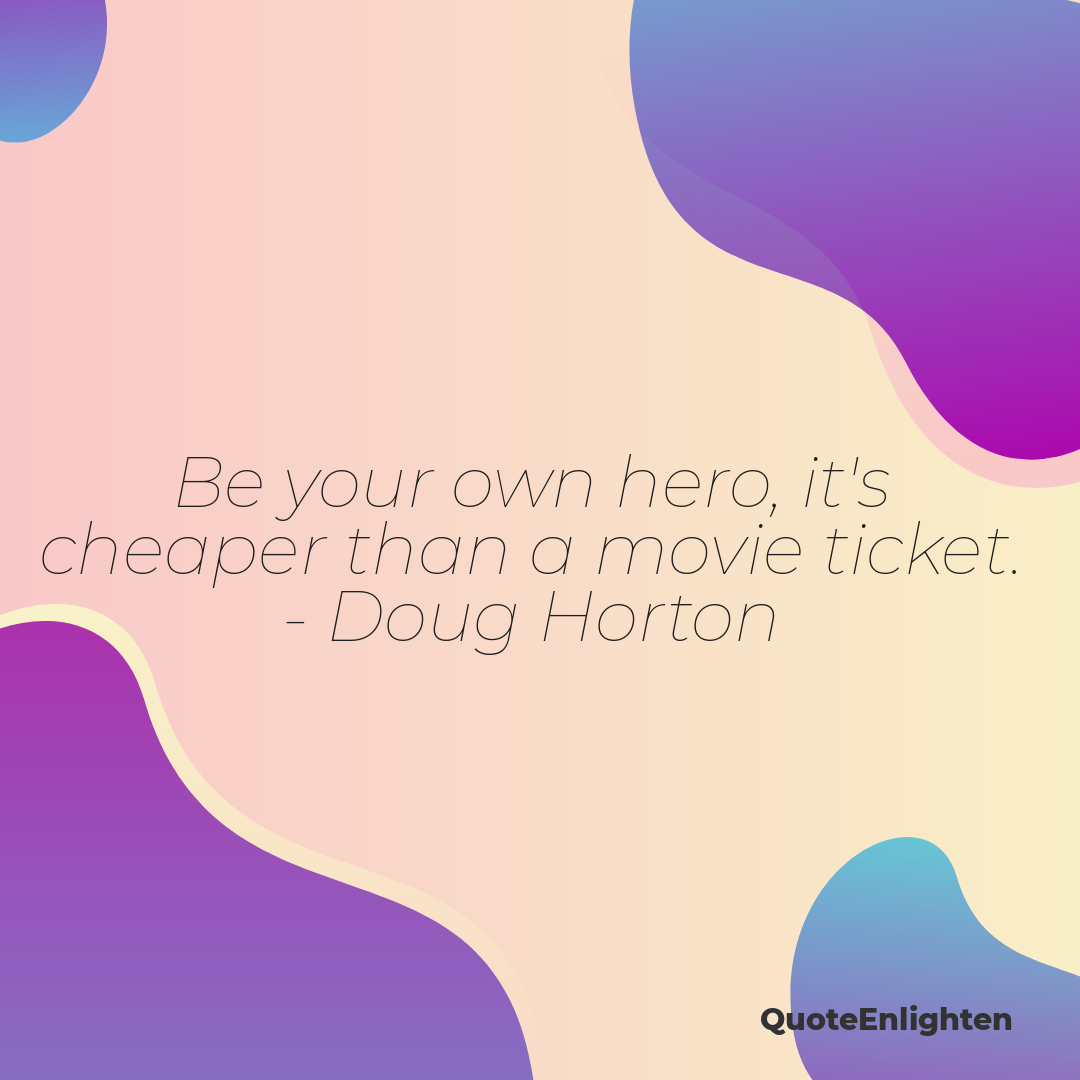 Be your own hero, it's
cheaper than a movie ticket.
- Doug Horton
QuoteEnlighten